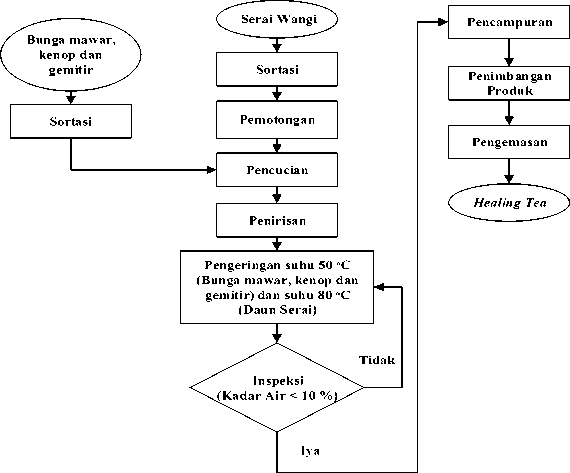 Bunga mawar,
kenop dan
gemitir
Sortasi
Serai Wangi
Sortasi
Pemotongan
Pencucian
Penirisan
Pengeringan suhu 50 °C
(Bunga mawar, kenop dan
gemitir) dan suhu 80 °C
(Daun Serai)
Tidak
Inspeksi
(Kadar Air < 10 %)
Iya
Pencampuran
Penimbangan
Produk
Pengemasan
Healing Tea